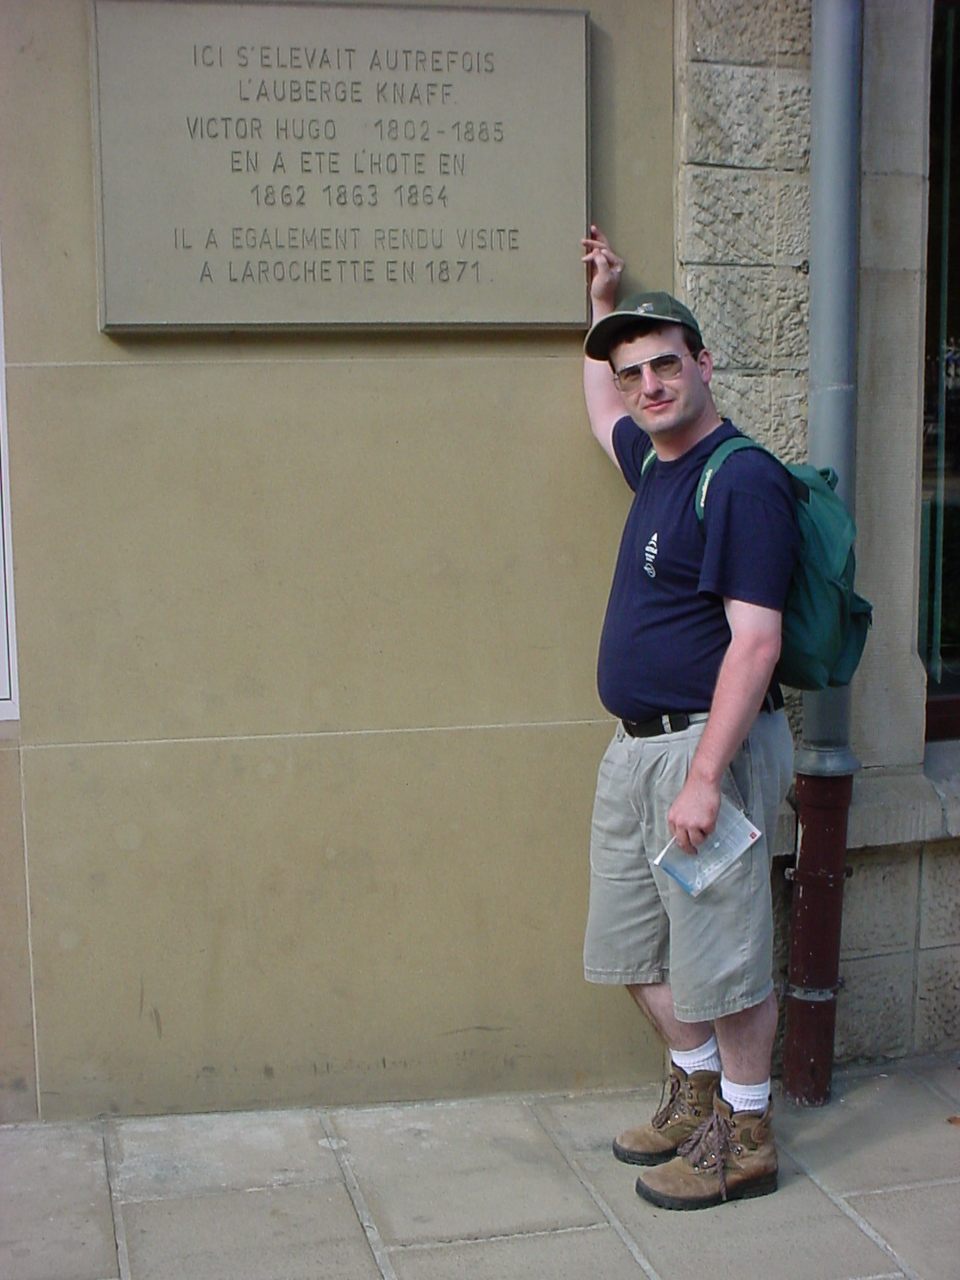 ICI S'ELEVAIT AUTREFOIS
L'AUBERGE KNAFF.
VICTOR HUGO 1802-1885
EN A ETE L'HOTE EN
1862 1863 1864
IL A EGALEMENT RENDU VISITE
A LAROCHETTE EN 1871.